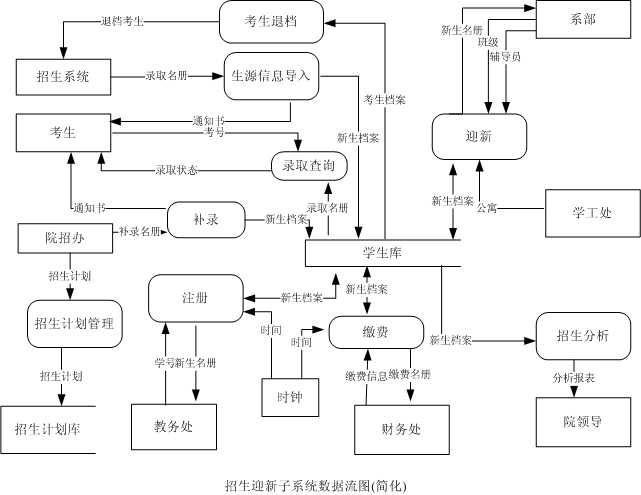 退档考生
考生退档
系部
新生名册
班级
辅导员
招生系统
录取名册
生源信息导入
考生档案
通知书
考生
考号
新生档案
迎新
录取查询
录取状态
通知书
补录
新生档案
录取名册
新生档案
公寓
学工处
院招办
补录名册
学生库
招生计划
注册
新生档案
新生档案
招生计划管理
时间
时间
缴费
新生档案
招生分析
学号
新生名册
招生计划
缴费信息
缴费名册
分析报表
时钟
招生计划库
教务处
财务处
院领导
招生迎新子系统数据流图(简化)